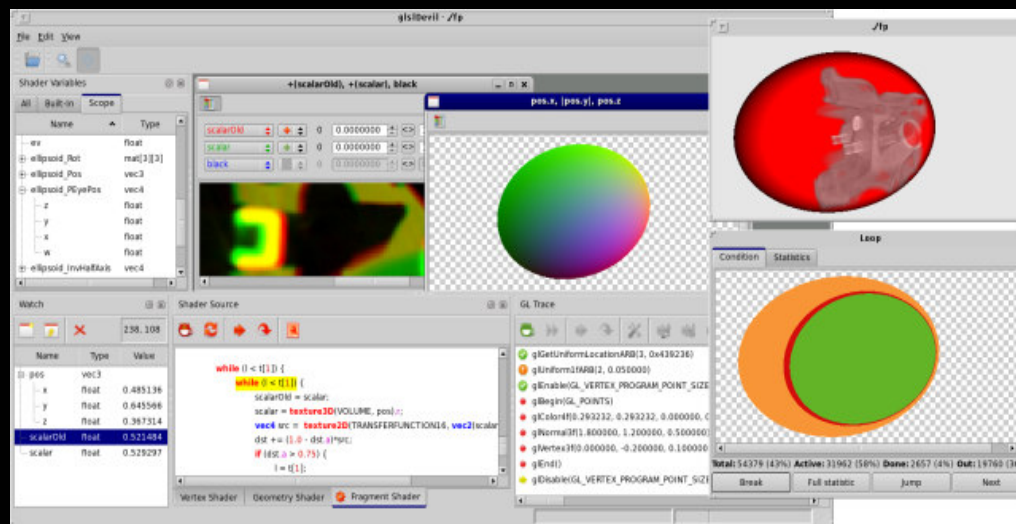 glslDevil - ./fp
File Edit View
Shader Variables
All Built-in Scope
Name Type
ev float
ellipsoid_Rot mat[3][3]
ellipsoid_Pos vec3
ellipsoid_PEyePos vec4
z float
y float
x float
w float
ellipsoid_InvHalfAxis vec4
+(scalarOld), +(scalar), black
scalarOld + 0 0.0000000 <>
scalar + 0 0.0000000 <>
black 0 0.0000000 <>
pos.x, |pos.y|, pos.z
./fp
Loop
Condition Statistics
Total: 54379 (43%) Active: 31962 (58%) Done: 2657 (4%) Out: 19760
Break Full statistic Jump Next
Watch
238, 108
Name Type Value
pos vec3
x float 0.485136
y float 0.645566
z float 0.367314
scalarOld float 0.521484
scalar float 0.529297
Shader Source
while (l < t[1]) {
while (l < t[1]) {
scalarOld = scalar;
scalar = texture3D(VOLUME, pos).r;
vec4 src = texture2D(TRANSFERFUNCTION16, vec2(scalar
dst += (1.0 - dst.a)*src;
if (dst.a > 0.75) {
l = t[1];
Vertex Shader Geometry Shader Fragment Shader
GL Trace
glGetUniformLocationARB(3, 0x439236)
glUniform1fARB(2, 0.050000)
glEnable(GL_VERTEX_PROGRAM_POINT_SIZE
glBegin(GL_POINTS)
glColor4f(0.293232, 0.293232, 0.000000,
glNormal3f(1.800000, 1.200000, 0.500000)
glVertex3f(0.000000, -0.200000, 0.100000)
glEnd()
glDisable(GL_VERTEX_PROGRAM_POINT_SIZE